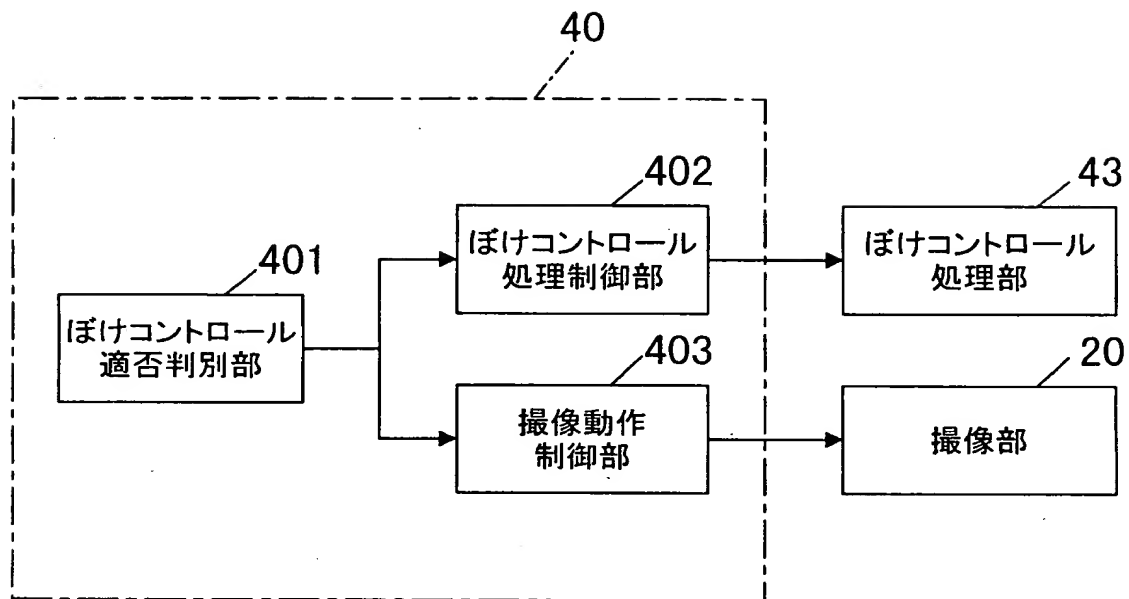 40
402
ぼけコントロール
処理制御部
43
ぼけコントロール
処理部
401
ぼけコントロール
適否判別部
403
撮像動作
制御部
20
撮像部